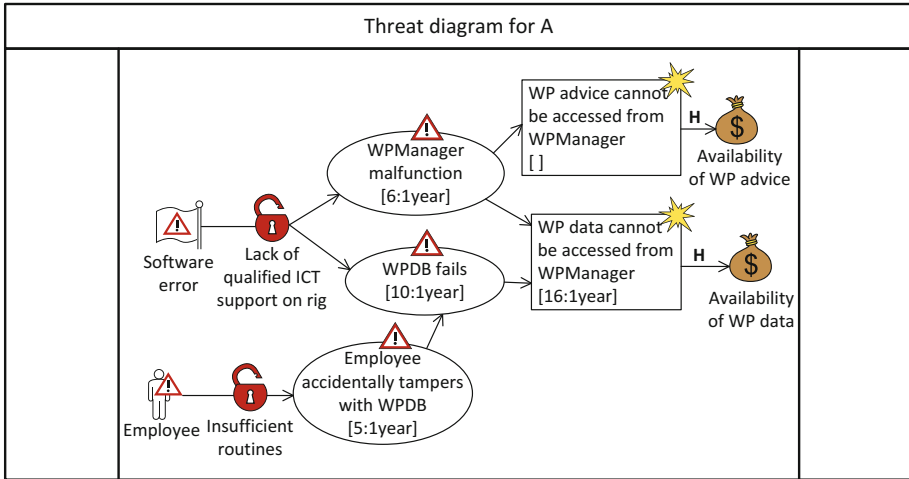 Threat diagram for A
WP advice cannot
be accessed from
WPManager
[ ]
H
$
Availability
of WP advice
WPManager
malfunction
[6:1year]
Software
error
Lack of
qualified ICT
support on rig
WPDB fails
[10:1year]
WP data cannot
be accessed from
WPManager
[16:1year]
H
$
Availability
of WP data
Employee
accidentally tampers
with WPDB
[5:1year]
Employee
Insufficient
routines